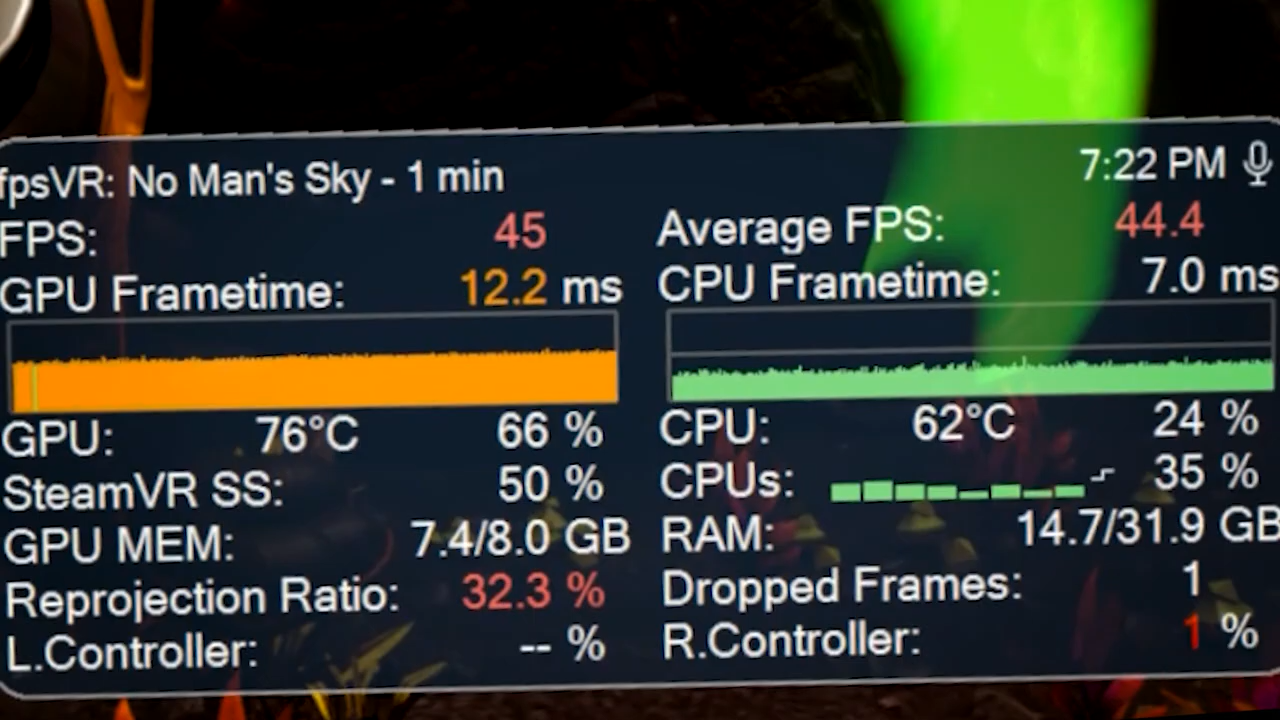 fpsVR: No Man's Sky - 1 min 7:22 PM
FPS: 45 Average FPS: 44.4
GPU Frametime: 12.2 ms CPU Frametime: 7.0 ms
GPU: 76°C 66 % CPU: 62°C 24 %
SteamVR SS: 50 % CPUs: 35 %
GPU MEM: 7.4/8.0 GB RAM: 14.7/31.9 GB
Reprojection Ratio: 32.3 % Dropped Frames: 1
L.Controller: -- % R.Controller: 1 %